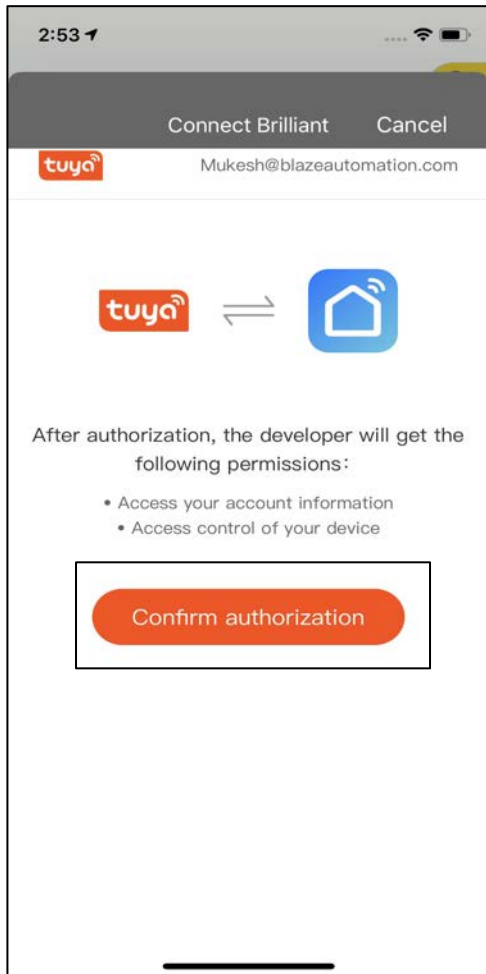 2:53
Connect Brilliant Cancel
tuya Mukesh@blazeautomation.com
tuya
After authorization, the developer will get the
following permissions:
• Access your account information
• Access control of your device
Confirm authorization